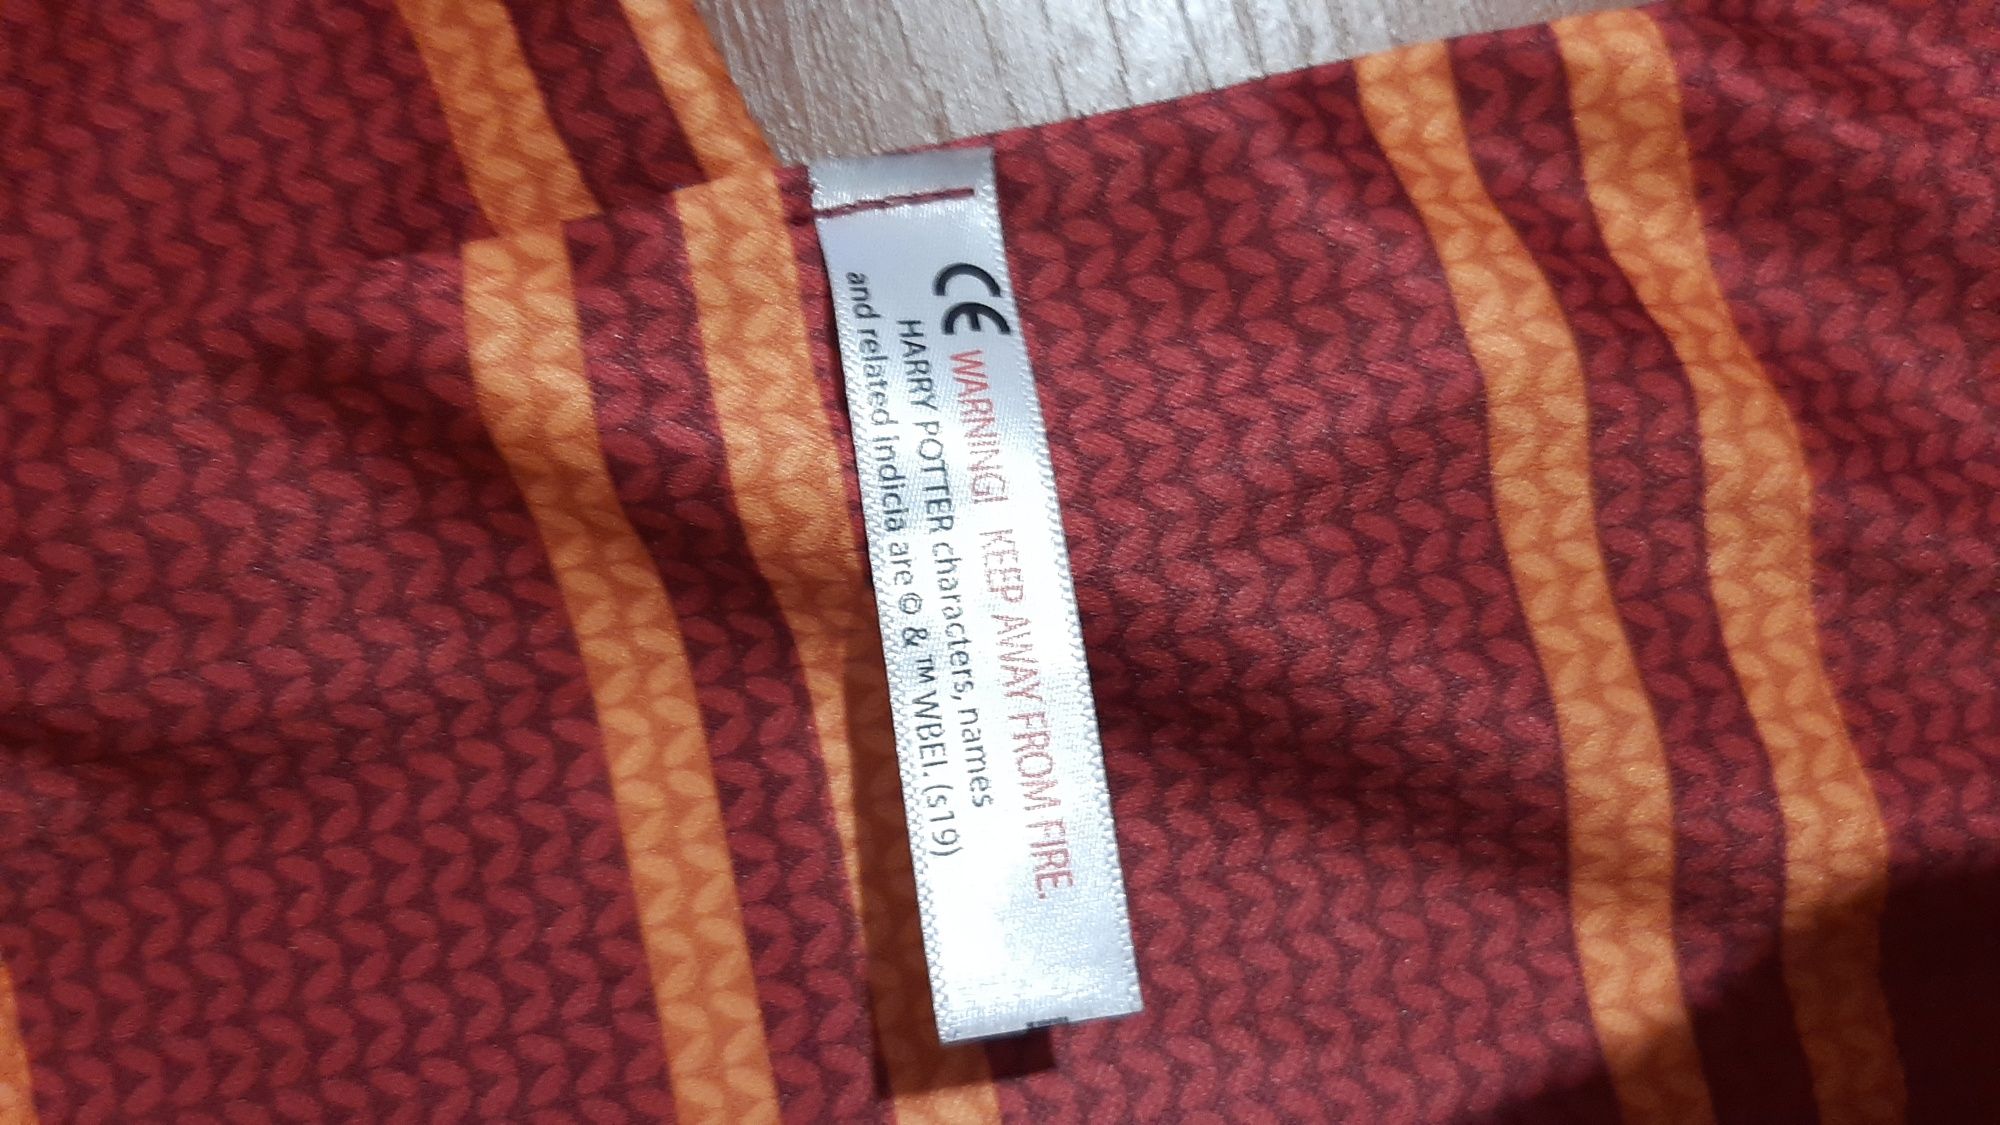 CE WARNING! KEEP AWAY FROM FIRE.
HARRY POTTER characters, names
and related indicia are © & ™ WBEI. (s19)